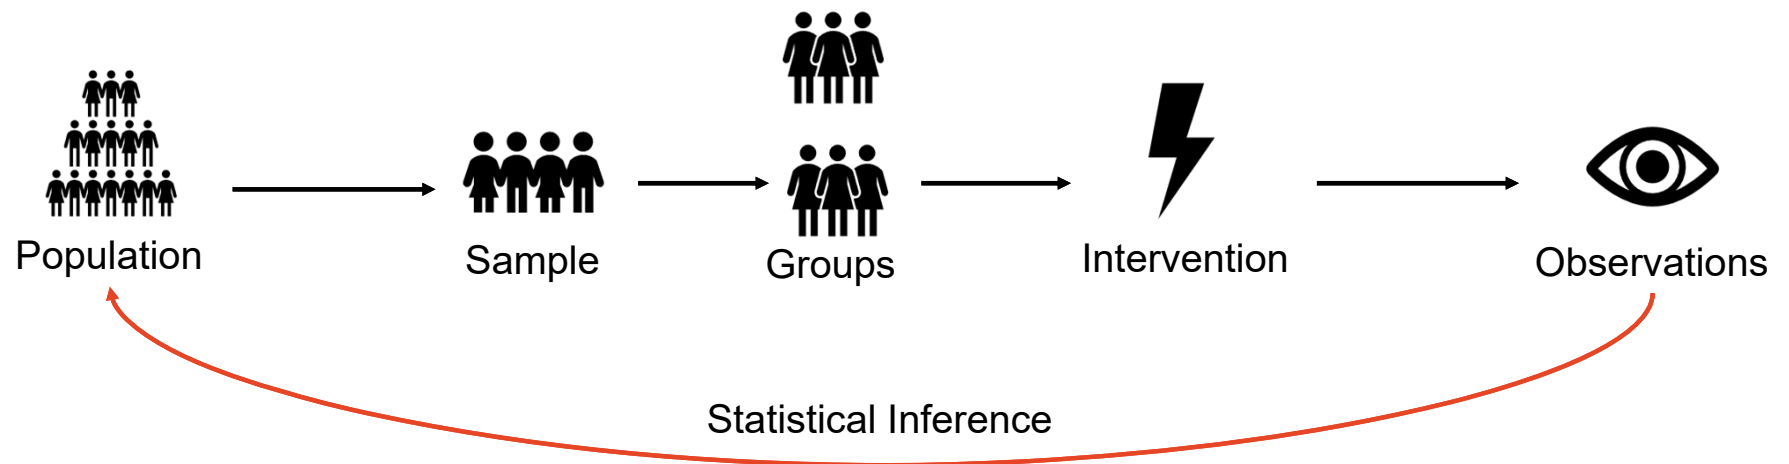 Population
Sample
Groups
Intervention
Observations
Statistical Inference